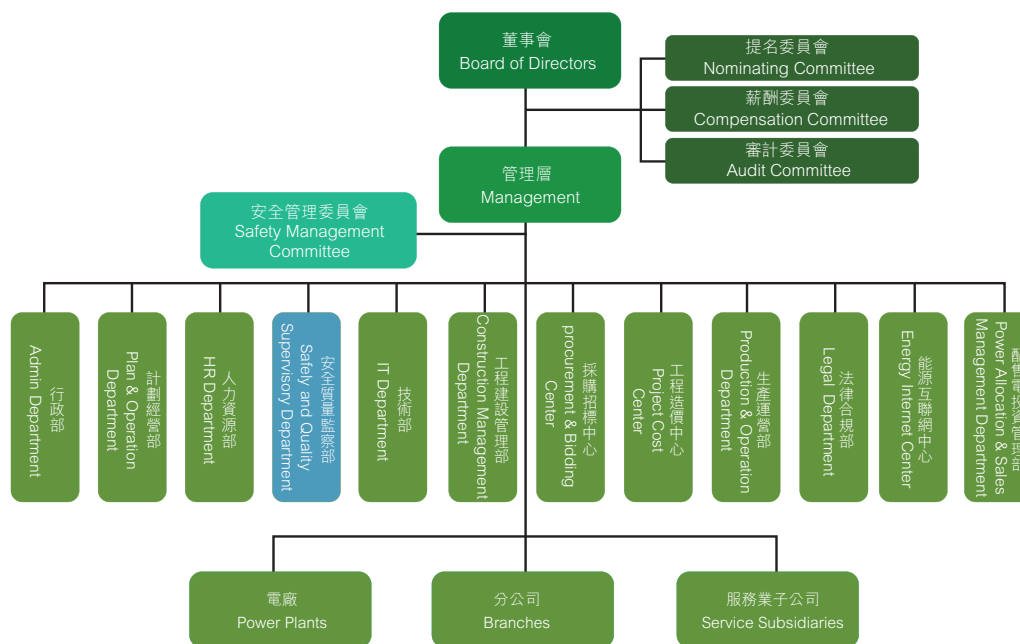 董事會
Board of Directors
提名委員會
Nominating Committee
薪酬委員會
Compensation Committee
審計委員會
Audit Committee
管理層
Management
安全管理委員會
Safety Management
Committee
行政部
Admin Department
計劃經營部
Plan & Operation
Department
人力資源部
HR Department
安全質量監察部
Safety and Quality
Supervisory Department
技術部
IT Department
工程建設管理部
Construction Management
Department
採購招標中心
procurement & Bidding
Center
工程造價中心
Project Cost
Center
生產運營部
Production & Operation
Department
法律合規部
Legal Department
能源互聯網中心
Energy Internet Center
配售電投資管理部
Power Allocation & Sales
Management Department
電廠
Power Plants
分公司
Branches
服務業子公司
Service Subsidiaries